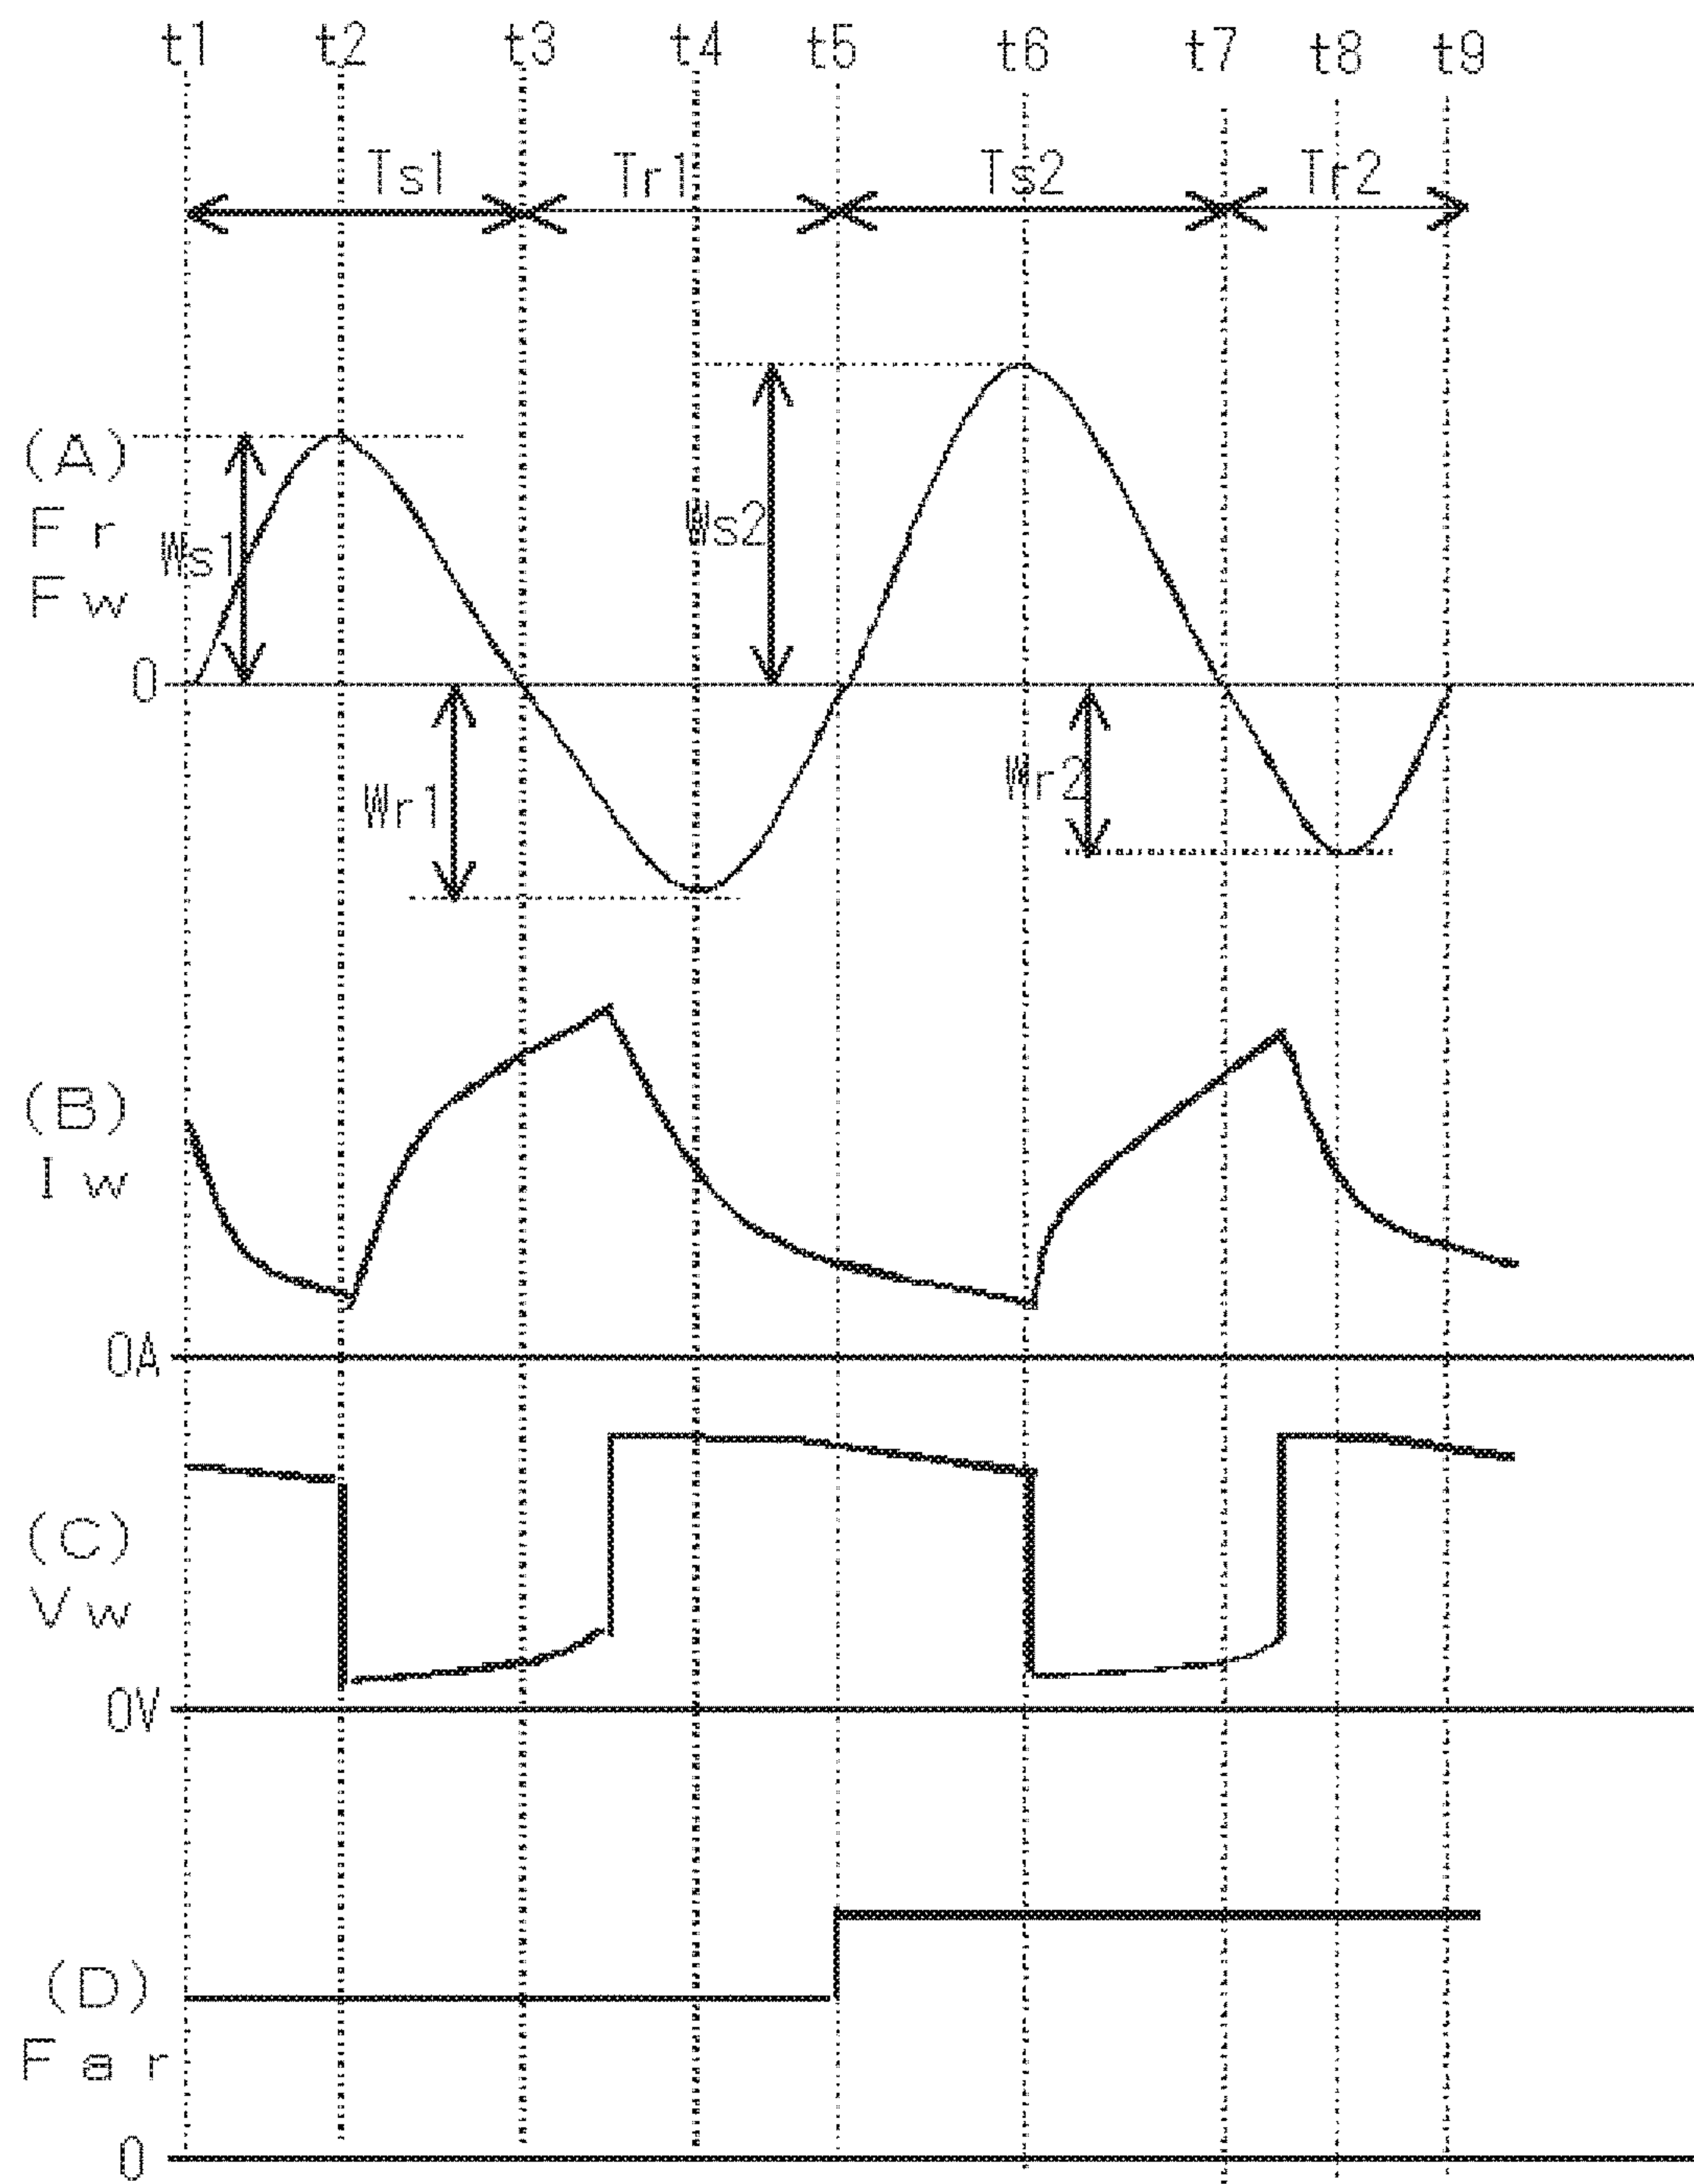 t1 t2 t3 t4 t5 t6 t7 t8 t9
Ts1 Tr1 Ts2 Tr2
(A)
Fr
Fw
Ws1
Ws2
0
Wr1
Wr2
(B)
Iw
0A
(C)
Vw
0V
(D)
Far
0